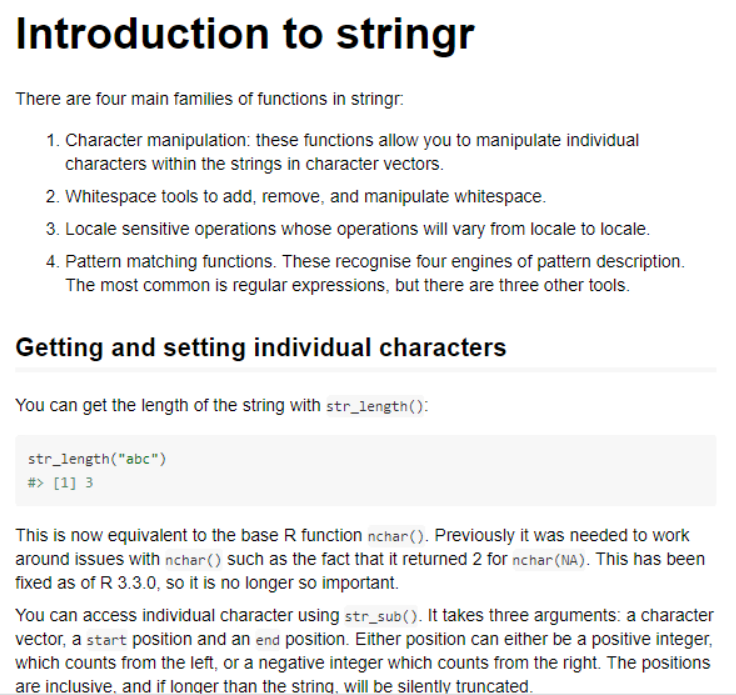 Introduction to stringr
There are four main families of functions in stringr:
1. Character manipulation: these functions allow you to manipulate individual
characters within the strings in character vectors.
2. Whitespace tools to add, remove, and manipulate whitespace.
3. Locale sensitive operations whose operations will vary from locale to locale.
4. Pattern matching functions. These recognise four engines of pattern description.
The most common is regular expressions, but there are three other tools.
Getting and setting individual characters
You can get the length of the string with str_length():
str_length("abc")
#> [1] 3
This is now equivalent to the base R function nchar(). Previously it was needed to work
around issues with nchar() such as the fact that it returned 2 for nchar(NA). This has been
fixed as of R 3.3.0, so it is no longer so important.
You can access individual character using str_sub(). It takes three arguments: a character
vector, a start position and an end position. Either position can either be a positive integer,
which counts from the left, or a negative integer which counts from the right. The positions
are inclusive, and if longer than the string, will be silently truncated.